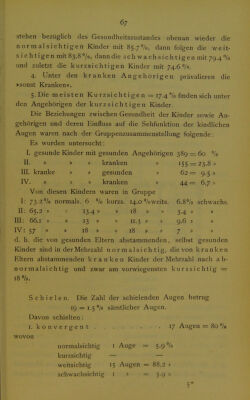 67
stehen bezüglich des Gesundheitszustandes obenan wieder die
normalsichtigen Kinder mit 85.7%, dann folgen die weit-
sichtigen mit 83.8%, dann die schwachsichtigen mit 79.4%
und zuletzt die kurzsichtigen Kinder mit 74.6%.
4. Unter den kranken Angehörigen prävalieren die
»sonst Kranken«.
5. Die meisten Kurzsichtigen = 17.4% finden sich unter
den Angehörigen der kurzsichtigen Kinder.
Die Beziehungen zwischen Gesundheit der Kinder sowie An-
gehörigen und deren Einfluss auf die Sehfunktion der kindlichen
Augen waren nach der Gruppenzusammenstellung folgende:
Es wurden untersucht:
I. gesunde Kinder mit gesunden Angehörigen 389 = 60 %
II. » » » kranken » 155 = 23.8 »
III. kranke » » gesunden » 62 = 9.5 »
IV. » » » kranken » 44 = 6.7 »
Von diesen Kindern waren in Gruppe
I: 73.2% normals. 6 % kurzs. 14.0 % weits. 6.8% schwachs.
II: 65.2 » » 13.4 » » 18 » » 3.4 » »
III: 66.1 » » 13 » » 11.3 » » 9.6 » »
IV: 57 » » 18 » » 18 » » 7 » »
d. h. die von gesunden Eltern abstammenden, selbst gesunden
Kinder sind in der Mehrzahl normalsichtig, die von kranken
Eltern abstammenden kranken Kinder der Mehrzahl nach ab-
normalsichtig und zwar am vorwiegensten kurzsichtig =
18%.
Schielen. Die Zahl der schielenden Augen betrug
19 = 1.5% sämtlicher Augen.
Davon schielten:
1. konvergent . . . . . . . . . 17 Augen = 80%
wovon
normalsichtig 1 Auge = 5.9%
kurzsichtig — —
weitsichtig 15 Augen = 88.2 »
schwachsichtig 1 » = 5.9 »
5*